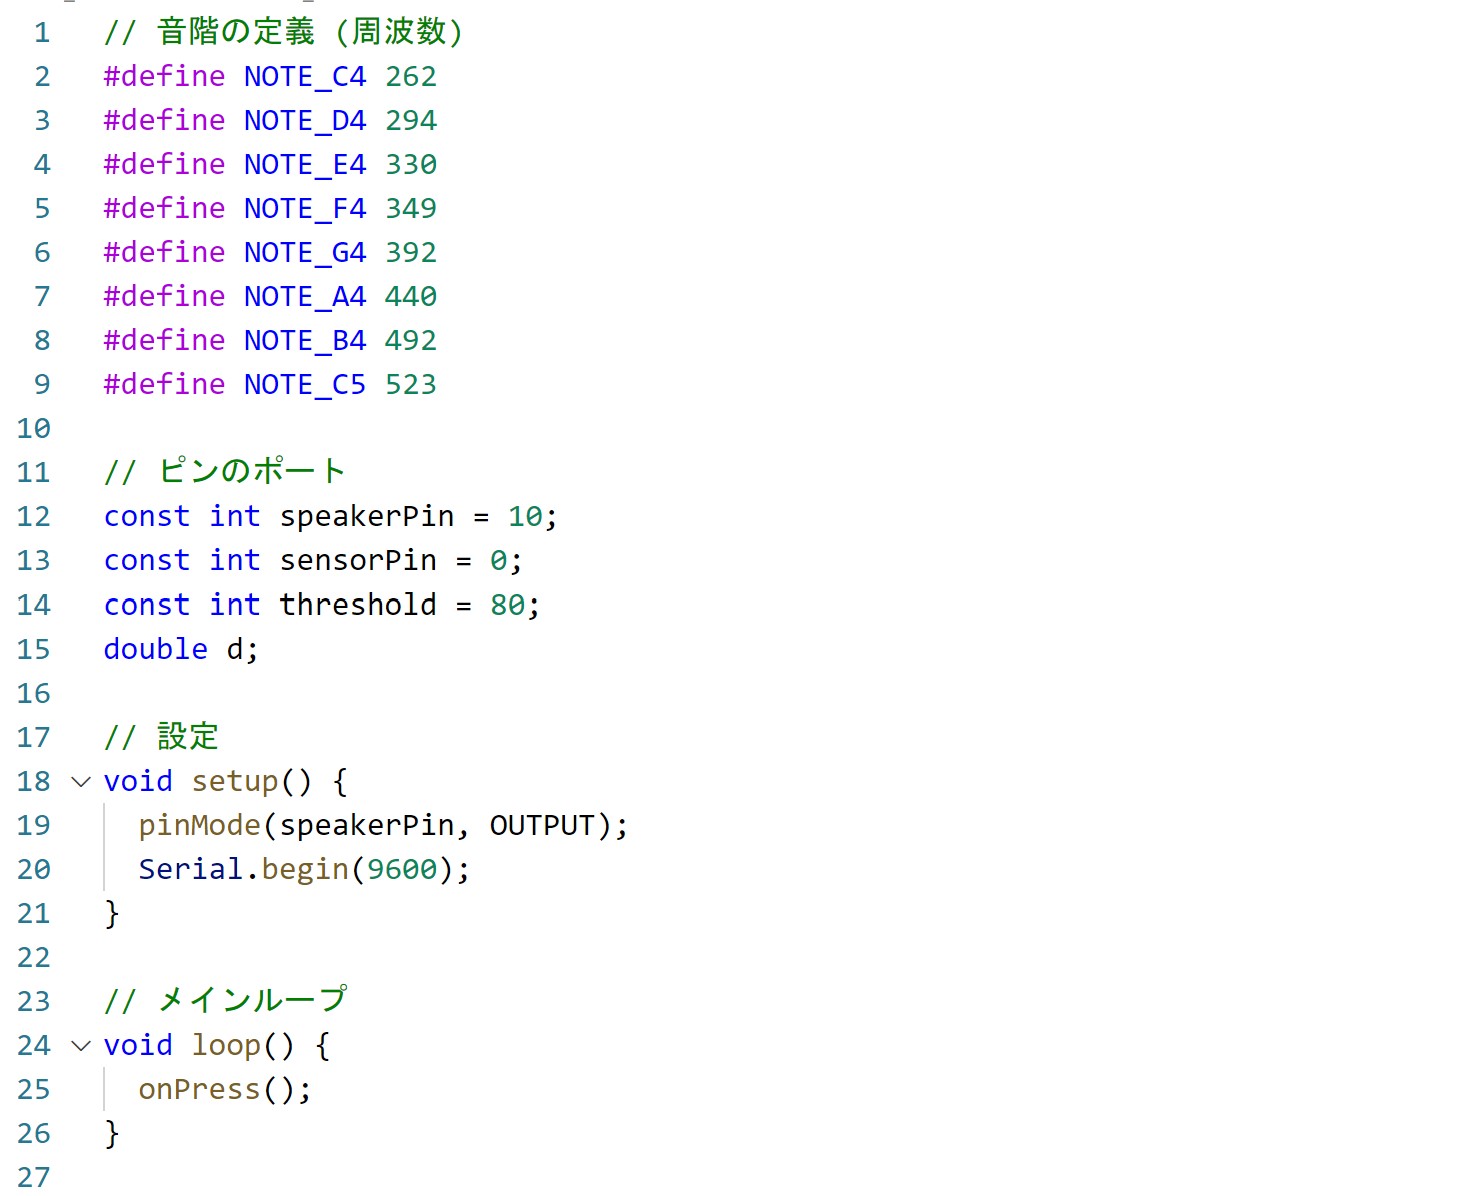 1 // 音階の定義 (周波数)
2 #define NOTE_C4 262
3 #define NOTE_D4 294
4 #define NOTE_E4 330
5 #define NOTE_F4 349
6 #define NOTE_G4 392
7 #define NOTE_A4 440
8 #define NOTE_B4 492
9 #define NOTE_C5 523
10
11 // ピンのポート
12 const int speakerPin = 10;
13 const int sensorPin = 0;
14 const int threshold = 80;
15 double d;
16
17 // 設定
18 void setup() {
19   pinMode(speakerPin, OUTPUT);
20   Serial.begin(9600);
21 }
22
23 // メインループ
24 void loop() {
25   onPress();
26 }
27